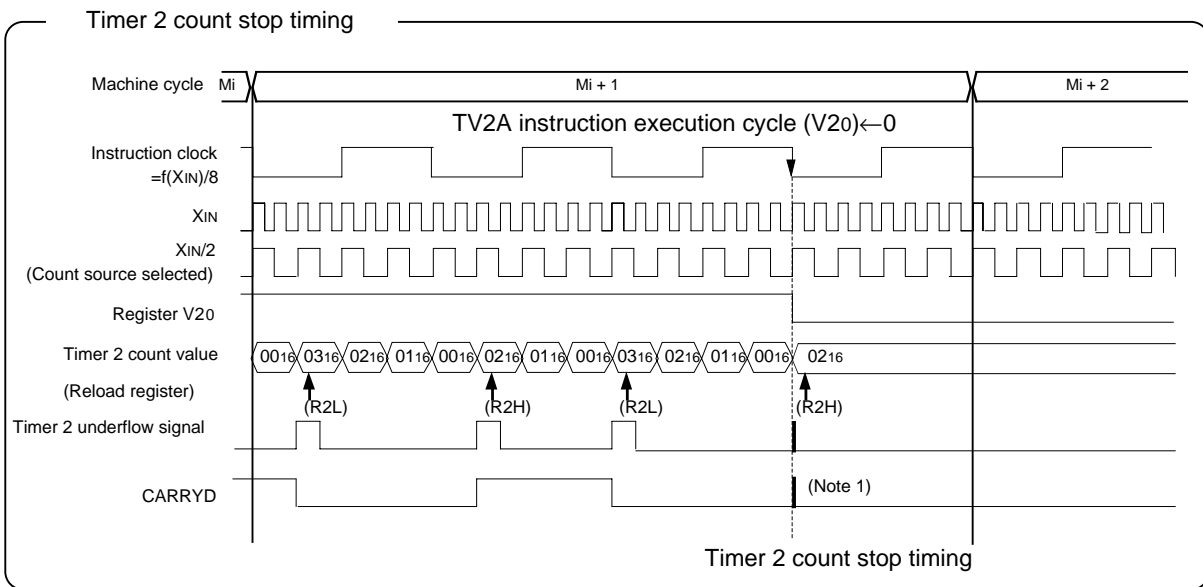 Timer 2 count stop timing
Machine cycle Mi Mi + 1 Mi + 2
TV2A instruction execution cycle (V20)←0
Instruction clock
=f(XIN)/8
XIN
XIN/2
(Count source selected)
Register V20
Timer 2 count value 0016 0316 0216 0116 0016 0216 0116 0016 0316 0216 0116 0016 0216
(Reload register) (R2L) (R2H) (R2L) (R2H)
Timer 2 underflow signal
CARRYD (Note 1)
Timer 2 count stop timing